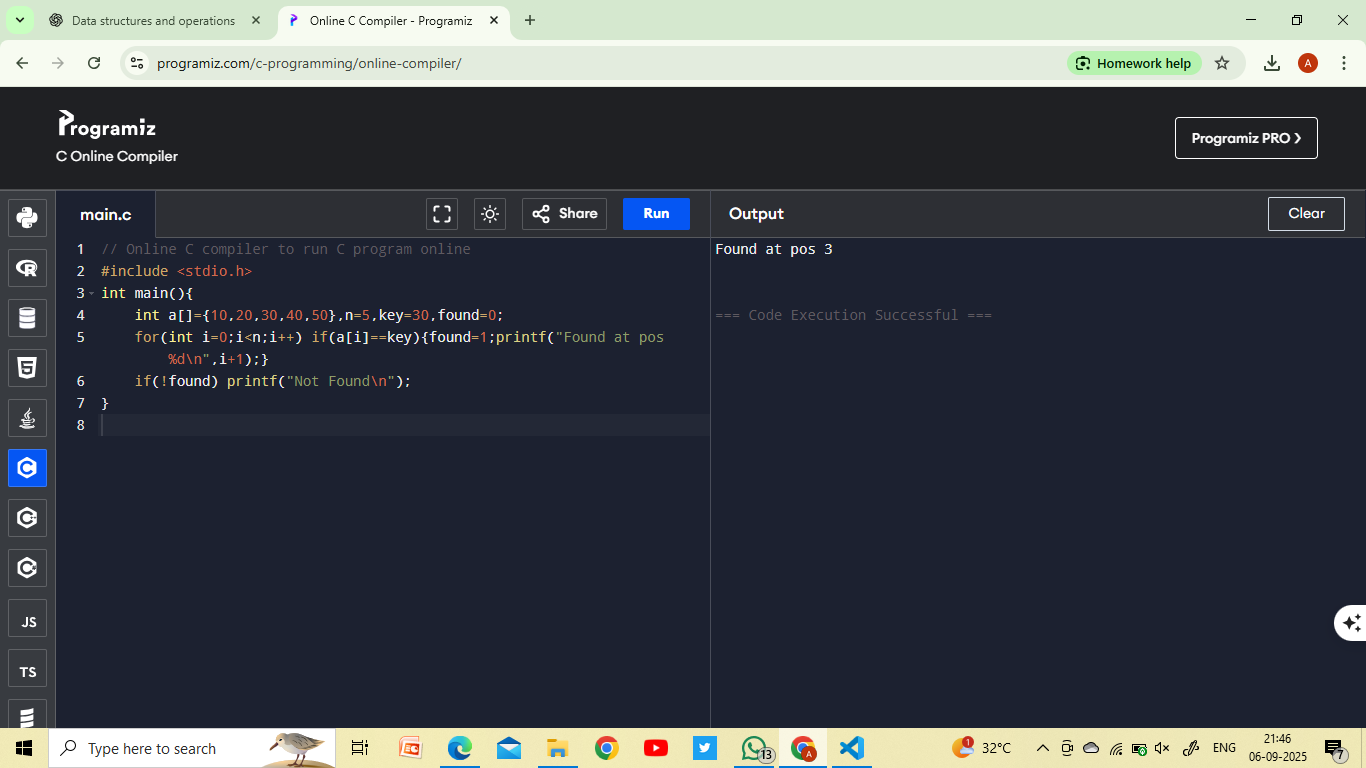 Data structures and operations
Online C Compiler - Programiz
programiz.com/c-programming/online-compiler/
Homework help
A
Programiz
C Online Compiler
Programiz PRO
main.c
Share
Run
Output
Clear
1 // Online C compiler to run C program online
2 #include <stdio.h>
3 int main(){
4 int a[]={10,20,30,40,50},n=5,key=30,found=0;
5 for(int i=0;i<n;i++) if(a[i]==key){found=1;printf("Found at pos
%d\n",i+1);}
6 if(!found) printf("Not Found\n");
7 }
8
Found at pos 3
=== Code Execution Successful ===
JS
TS
Type here to search
13
A
1
32°C
ENG
21:46
06-09-2025
7